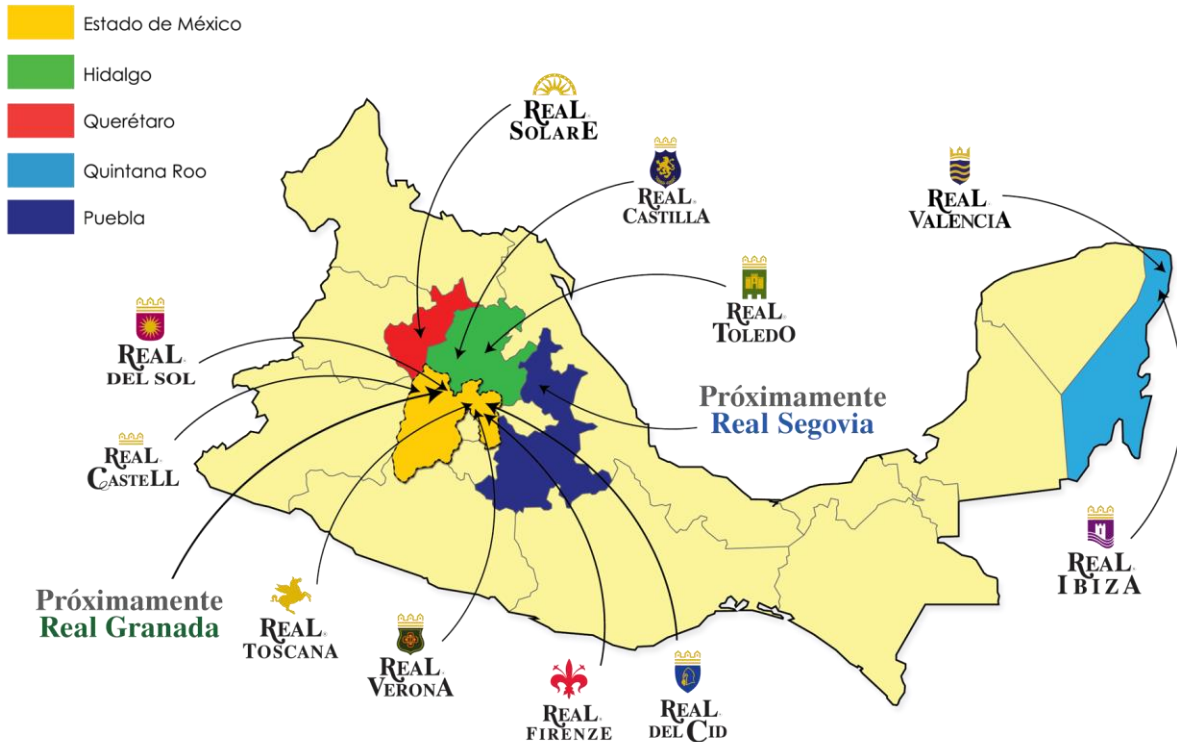 Estado de México
Hidalgo
Querétaro
Quintana Roo
Puebla
REAL
SOLARE
REAL
CASTILLA
REAL
VALENCIA
REAL
TOLEDO
REAL
DEL SOL
Próximamente
Real Segovia
REAL
CASTELL
REAL
IBIZA
Próximamente
Real Granada
REAL
TOSCANA
REAL
VERONA
REAL
FIRENZE
REAL
DEL CID